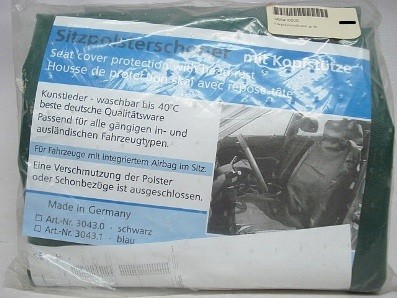 Sitzpolsterschoner mit Kopfstütze
Seat cover protection with head rest
Housse de protection skai avec repose-tête
Kunstleder - waschbar bis 40°C
beste deutsche Qualitätsware
Passend für alle gängigen in- und
ausländischen Fahrzeugtypen.
Für Fahrzeuge mit Integriertem Airbag im Sitz.
Eine Verschmutzung der Polster
oder Schonbezüge ist ausgeschlossen.
Made in Germany
Art.-Nr. 3043.0 - schwarz
Art.-Nr. 3043.1 - blau